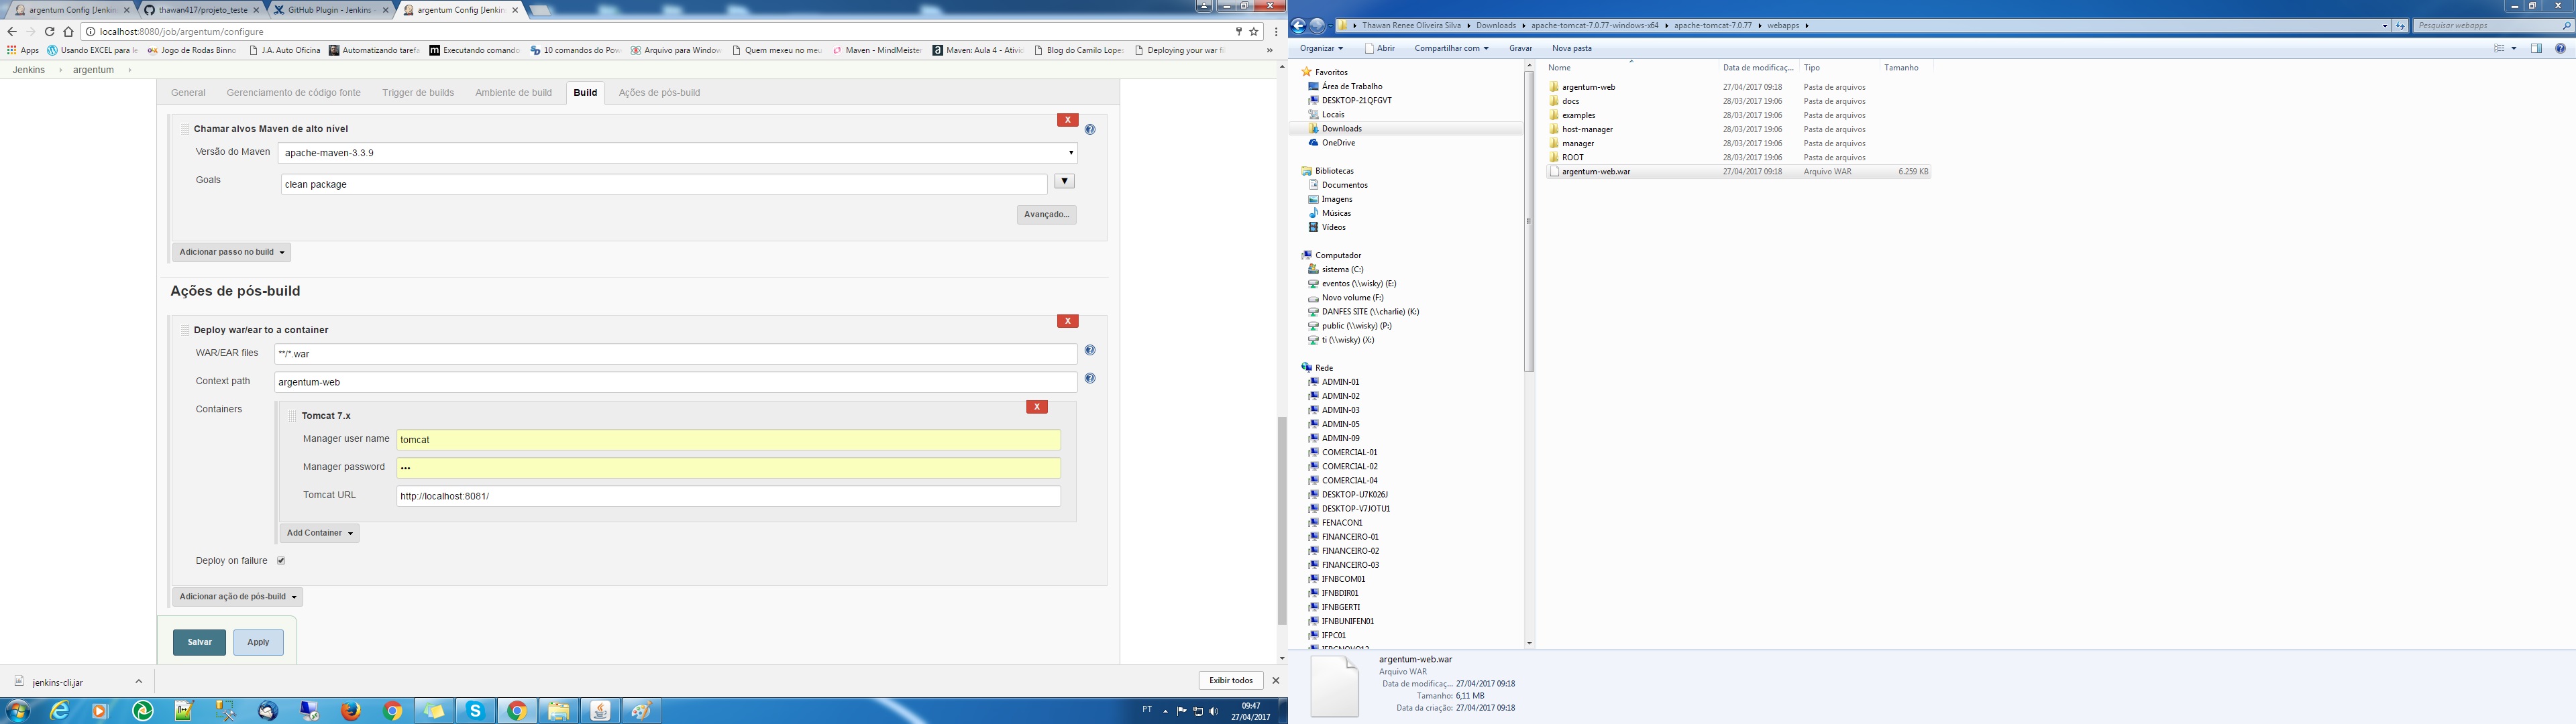 argentum Config [Jenkin
thawan417/projeto_teste
GitHub Plugin - Jenkins -
argentum Config [Jenkin
localhost:8080/job/argentum/configure
Apps
Usando EXCEL para le
Jogo de Rodas Binno
J.A. Auto Oficina
Automatizando taref
Executando comando
10 comandos do Pow
Arquivo para Window
Quem mexeu no meu
Maven - MindMeister
Maven: Aula 4 - Ativi
Blog do Camilo Lopes
Deploying your war fi
»
Jenkins
argentum
General
Gerenciamento de código fonte
Trigger de builds
Ambiente de build
Build
Ações de pós-build
Chamar alvos Maven de alto nível
X
Versão do Maven
apache-maven-3.3.9
Goals
clean package
Avançado...
Adicionar passo no build
Ações de pós-build
Deploy war/ear to a container
X
WAR/EAR files
**/*.war
Context path
argentum-web
Containers
Tomcat 7.x
X
Manager user name
tomcat
Manager password
•••
Tomcat URL
http://localhost:8081/
Add Container
Deploy on failure
Adicionar ação de pós-build
Salvar
Apply
jenkins-cli.jar
Exibir todos
PT
09:47
27/04/2017
Thawan Renee Oliveira Silva
Downloads
apache-tomcat-7.0.77-windows-x64
apache-tomcat-7.0.77
webapps
Pesquisar webapps
Organizar
Abrir
Compartilhar com
Gravar
Nova pasta
Favoritos
Área de Trabalho
DESKTOP-21QFGVT
Locais
Downloads
OneDrive
Bibliotecas
Documentos
Imagens
Músicas
Vídeos
Computador
sistema (C:)
eventos (\\wisky) (E:)
Novo volume (F:)
DANFES SITE (\\charlie) (K:)
public (\\wisky) (P:)
ti (\\wisky) (X:)
Rede
ADMIN-01
ADMIN-02
ADMIN-03
ADMIN-05
ADMIN-09
COMERCIAL-01
COMERCIAL-02
COMERCIAL-04
DESKTOP-U7K026J
DESKTOP-V7JOTU1
FENACON1
FINANCEIRO-01
FINANCEIRO-02
FINANCEIRO-03
IFNBCOM01
IFNBDIR01
IFNBGERTI
IFNBUNIFEN01
IFPC01
Nome
Data de modificaç...
Tipo
Tamanho
argentum-web 27/04/2017 09:18 Pasta de arquivos
docs 28/03/2017 19:06 Pasta de arquivos
examples 28/03/2017 19:06 Pasta de arquivos
host-manager 28/03/2017 19:06 Pasta de arquivos
manager 28/03/2017 19:06 Pasta de arquivos
ROOT 28/03/2017 19:06 Pasta de arquivos
argentum-web.war 27/04/2017 09:18 Arquivo WAR 6.259 KB
argentum-web.war
Arquivo WAR
Data de modificaç... 27/04/2017 09:18
Tamanho: 6,11 MB
Data da criação: 27/04/2017 09:18